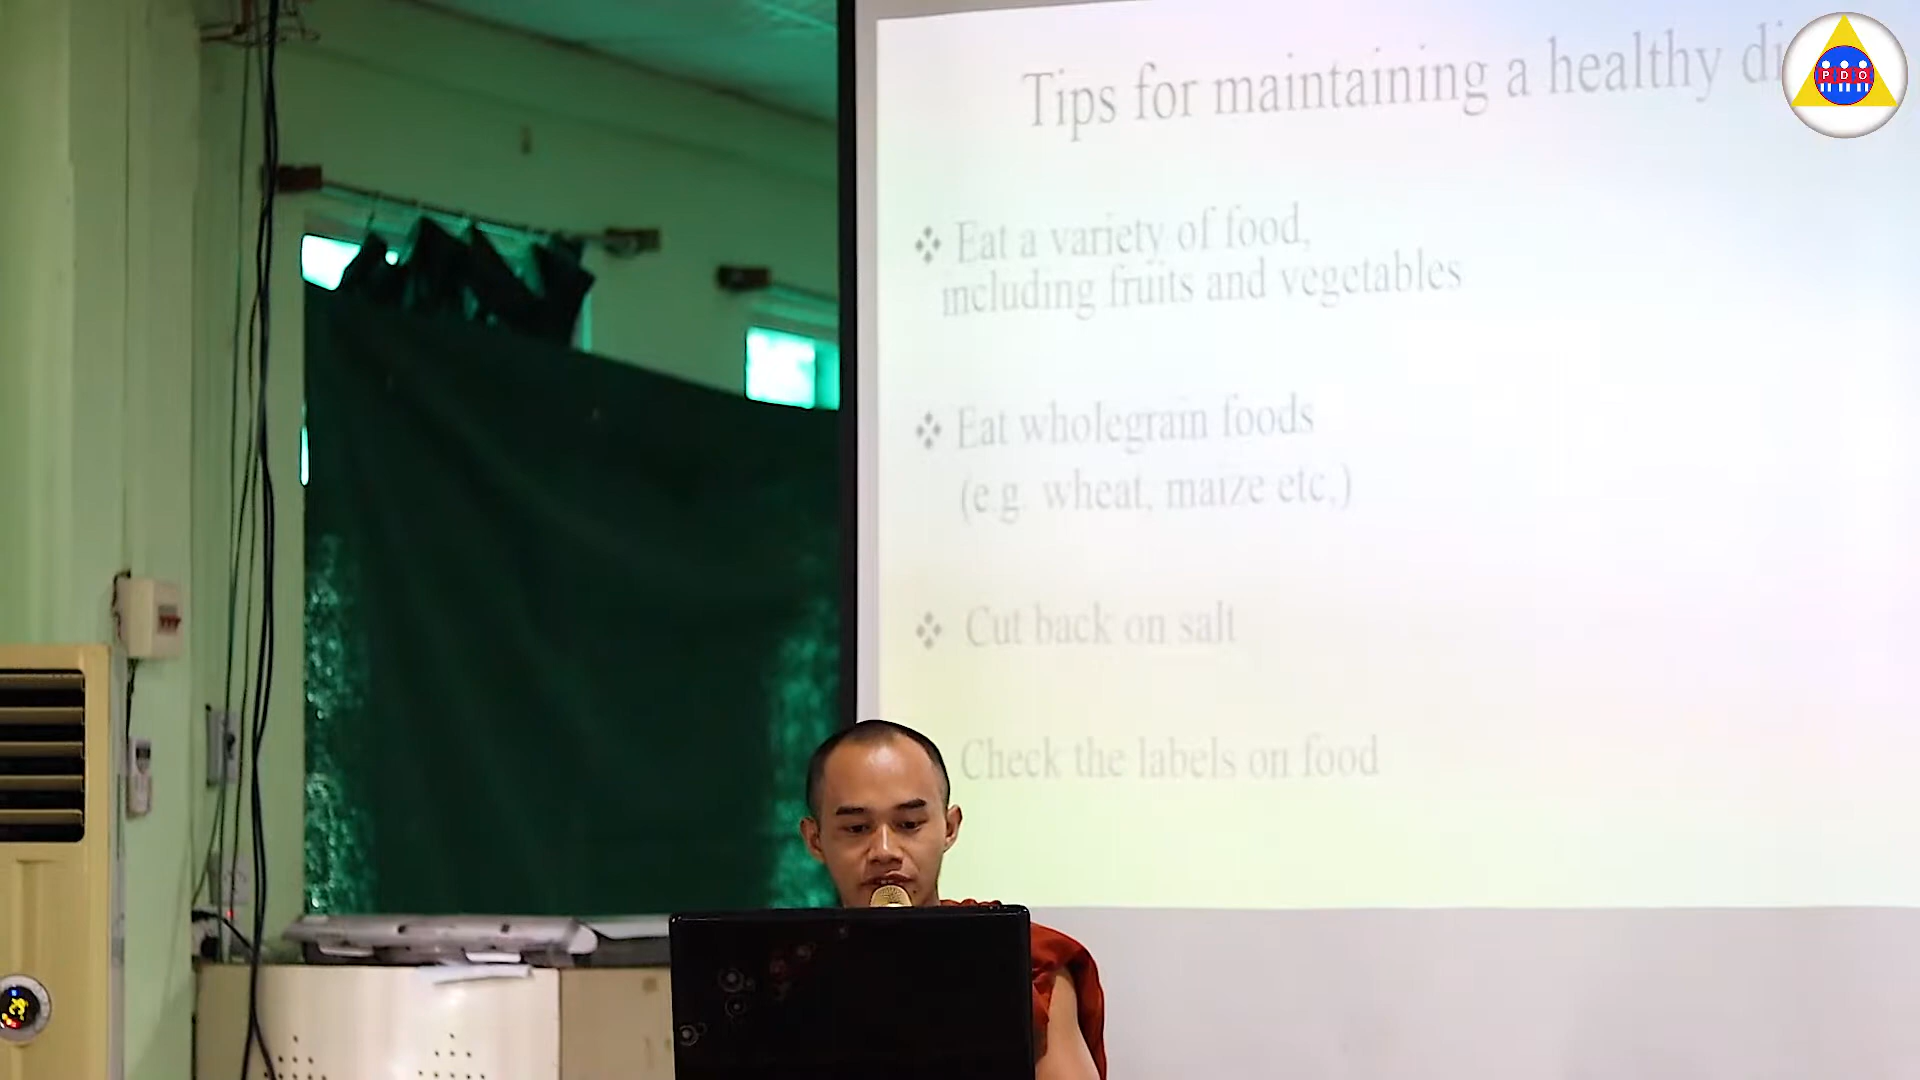 Tips for maintaining a healthy di
Eat a variety of food,
including fruits and vegetables
Eat wholegrain foods
(e.g. wheat, maize etc,)
Cut back on salt
Check the labels on food
PDO